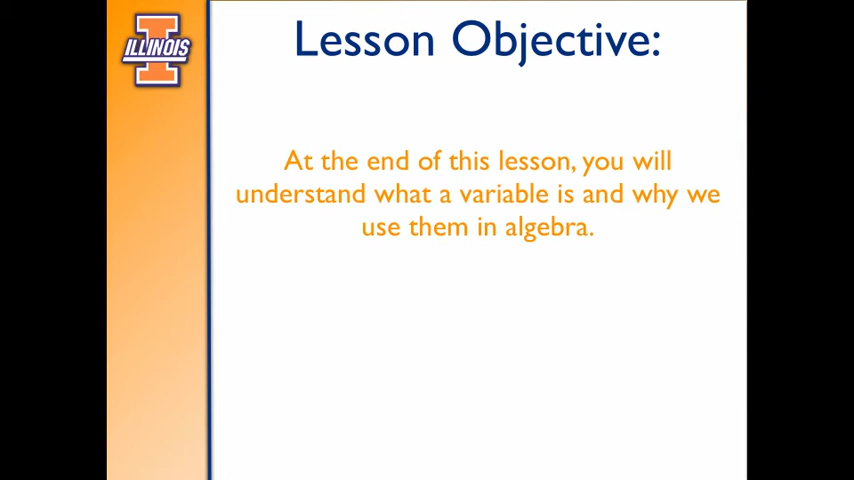 ILLINOIS
Lesson Objective:
At the end of this lesson, you will
understand what a variable is and why we
use them in algebra.